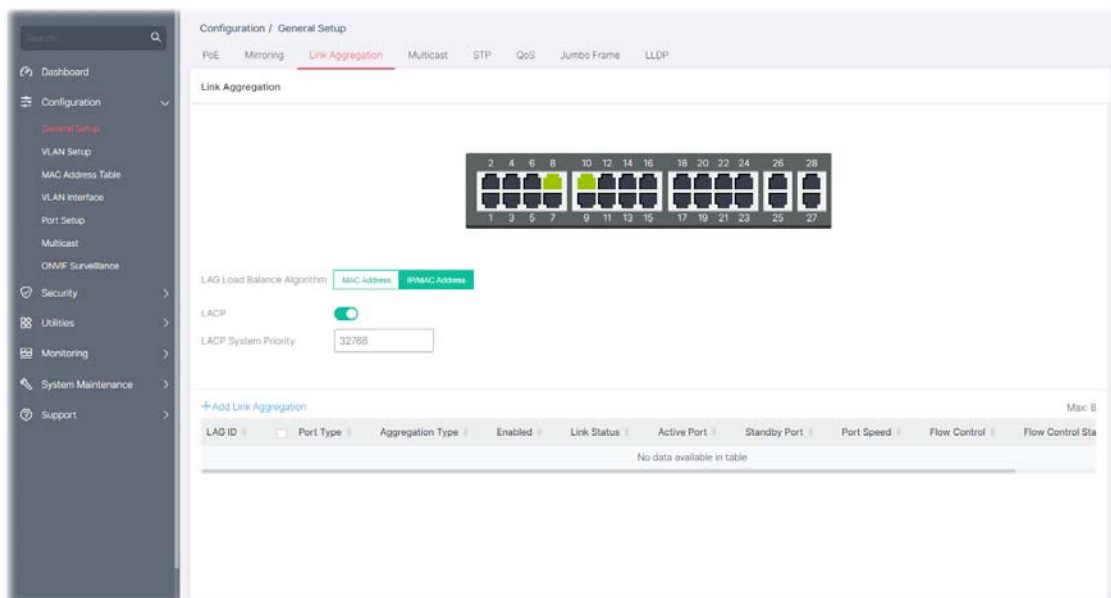 Search
Dashboard
Configuration
General Setup
VLAN Setup
MAC Address Table
VLAN Interface
Port Setup
Multicast
ONVIF Surveillance
Security
Utilities
Monitoring
System Maintenance
Support
Configuration / General Setup
PoE Mirroring Link Aggregation Multicast STP QoS Jumbo Frame LLDP
Link Aggregation
2 4 6 8 10 12 14 16 18 20 22 24 26 28
1 3 5 7 9 11 13 15 17 19 21 23 25 27
LAG Load Balance Algorithm MAC Address IP/MAC Address
LACP
LACP System Priority 32768
+Add Link Aggregation Max: 8
LAG ID Port Type Aggregation Type Enabled Link Status Active Port Standby Port Port Speed Flow Control Flow Control Sta
No data available in table